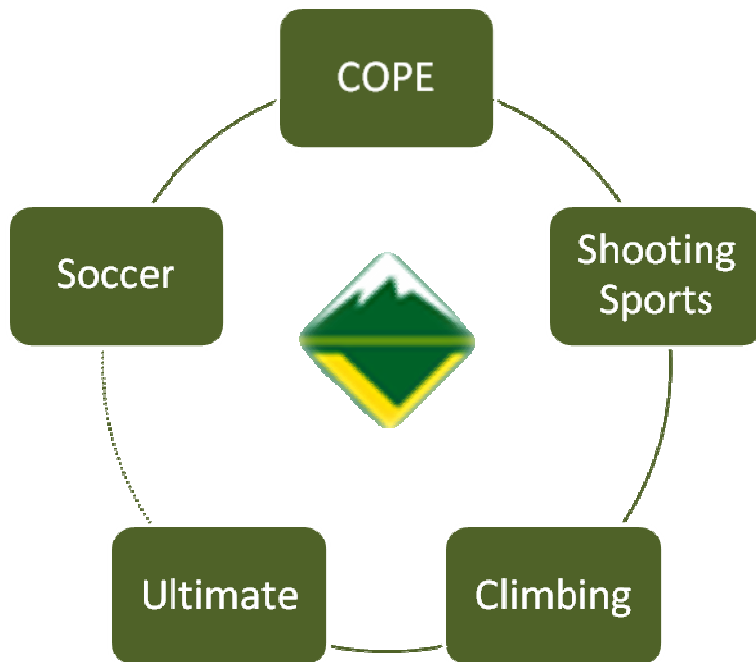 COPE
Shooting
Sports
Climbing
Ultimate
Soccer